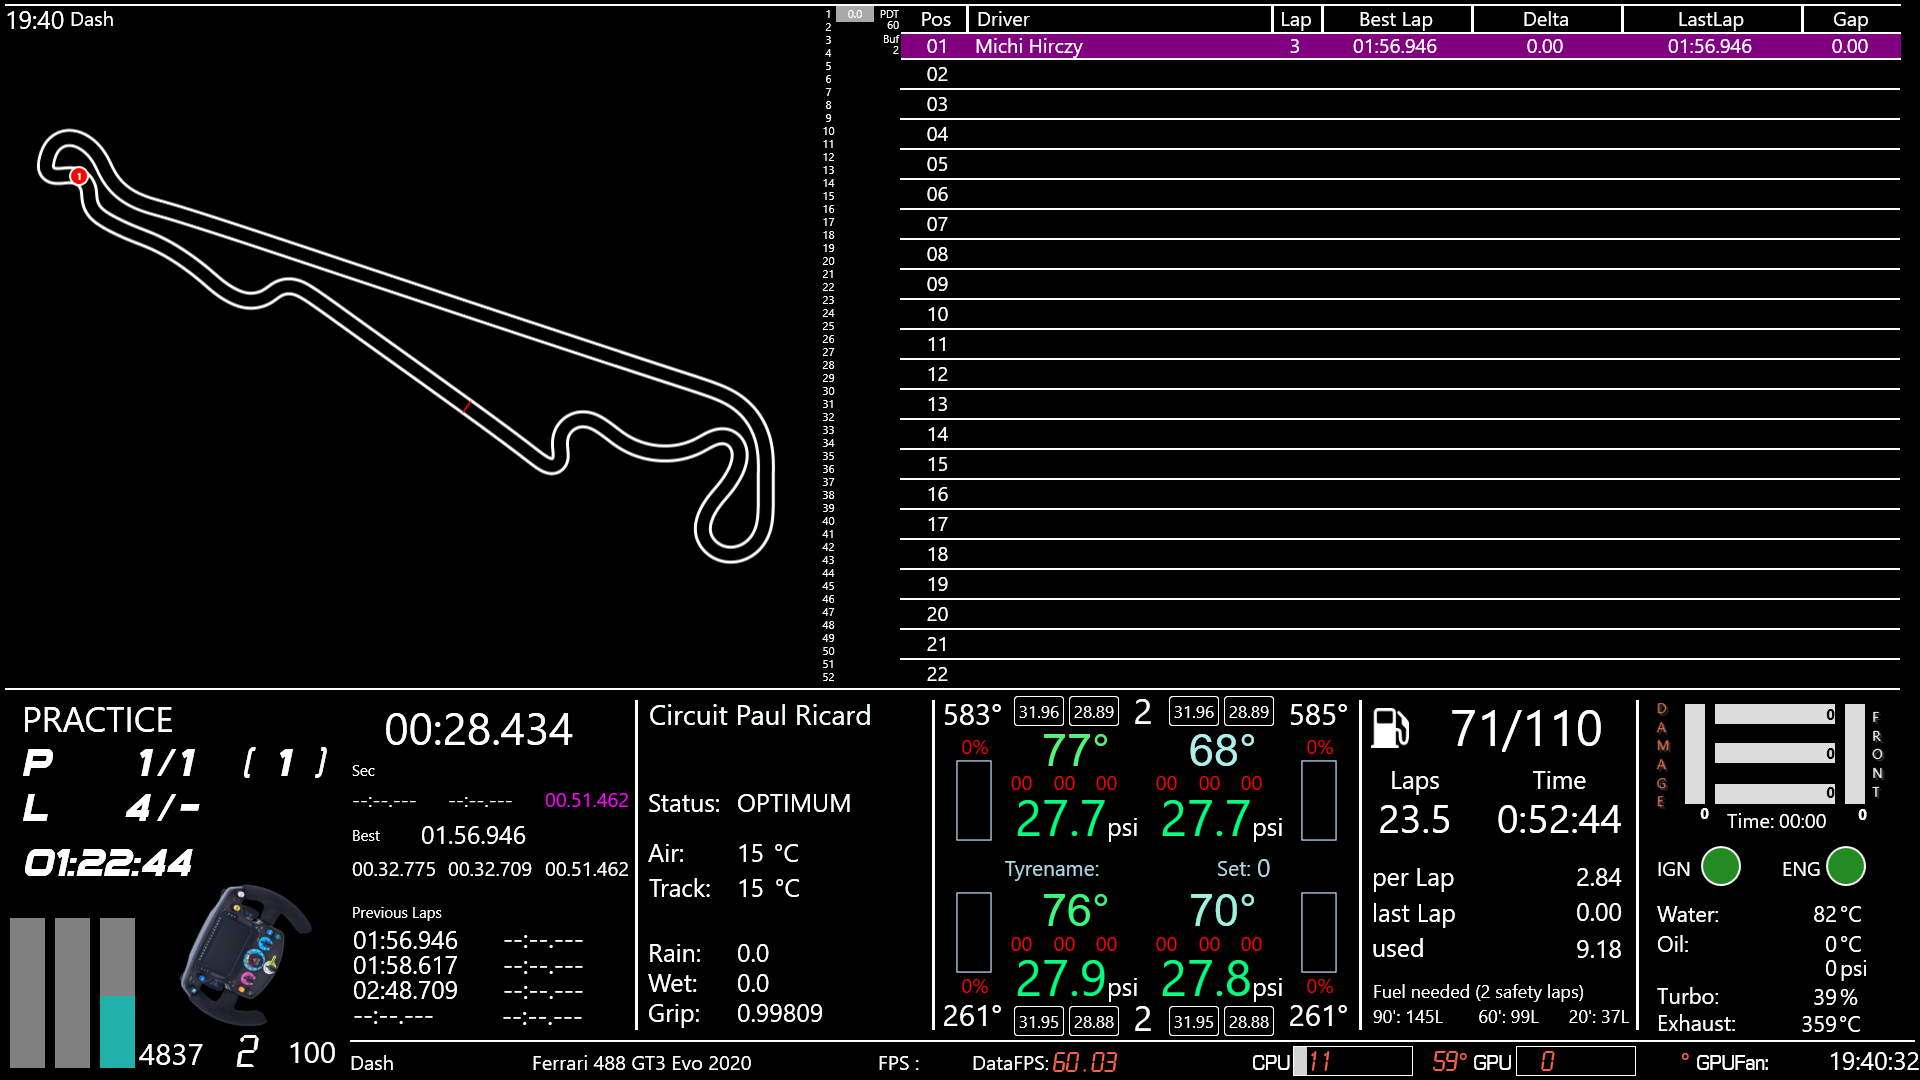 19:40 Dash
1 0.0 PDT
2 60
3 Buf
4 2
5
6
7
8
9
10
11
12
13
14
15
16
17
18
19
20
21
22
23
24
25
26
27
28
29
30
31
32
33
34
35
36
37
38
39
40
41
42
43
44
45
46
47
48
49
50
51
52
1
Pos Driver Lap Best Lap Delta LastLap Gap
01 Michi Hirczy 3 01:56.946 0.00 01:56.946 0.00
02
03
04
05
06
07
08
09
10
11
12
13
14
15
16
17
18
19
20
21
22
PRACTICE
P 1/1 ( 1 )
L 4/-
01:22:44
4837 2 100
00:28.434
Sec
--:--.--- --:--.--- 00.51.462
Best 01.56.946
00.32.775 00.32.709 00.51.462
Previous Laps
01:56.946 --:--.---
01:58.617 --:--.---
02:48.709 --:--.---
--:--.--- --:--.---
Circuit Paul Ricard
Status: OPTIMUM
Air: 15 °C
Track: 15 °C
Rain: 0.0
Wet: 0.0
Grip: 0.99809
583° 31.96 28.89 2 31.96 28.89 585°
0% 77° 68° 0%
00 00 00 00 00 00
27.7psi 27.7psi
Tyrename: Set: 0
76° 70°
00 00 00 00 00 00
0% 27.9psi 27.8psi 0%
261° 31.95 28.88 2 31.95 28.88 261°
71/110
Laps Time
23.5 0:52:44
per Lap 2.84
last Lap 0.00
used 9.18
Fuel needed (2 safety laps)
90': 145L 60': 99L 20': 37L
DAMAGE
0
0
0
FRONT
0 Time: 00:00 0
IGN ENG
Water: 82°C
Oil: 0°C
0psi
Turbo: 39%
Exhaust: 359°C
Dash Ferrari 488 GT3 Evo 2020 FPS : DataFPS: 60.03 CPU 11 59° GPU 0 ° GPUFan: 19:40:32